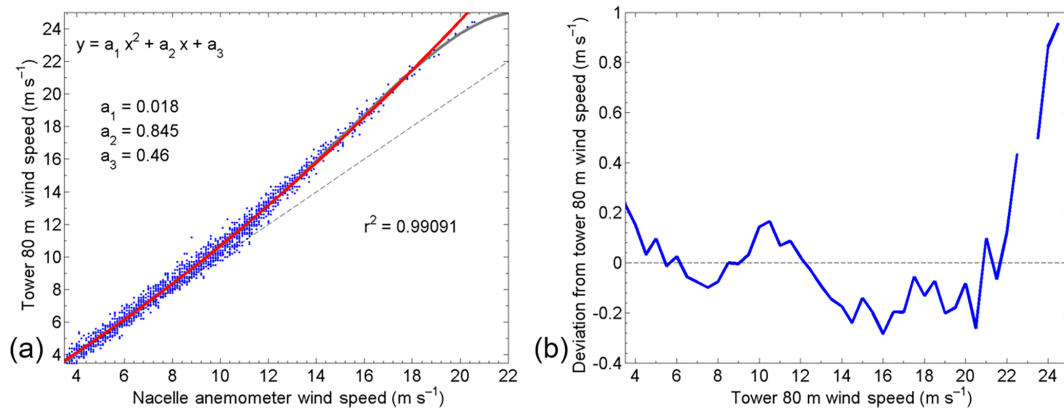 25
24
22
20
18
16
14
12
10
8
6
4
Tower 80 m wind speed (m s⁻¹)
y = a₁ x² + a₂ x + a₃
a₁ = 0.018
a₂ = 0.845
a₃ = 0.46
r² = 0.99091
(a)
4 6 8 10 12 14 16 18 20 22
Nacelle anemometer wind speed (m s⁻¹)
1
0.8
0.6
0.4
0.2
0
-0.2
-0.4
Deviation from tower 80 m wind speed (m s⁻¹)
(b)
4 6 8 10 12 14 16 18 20 22 24
Tower 80 m wind speed (m s⁻¹)